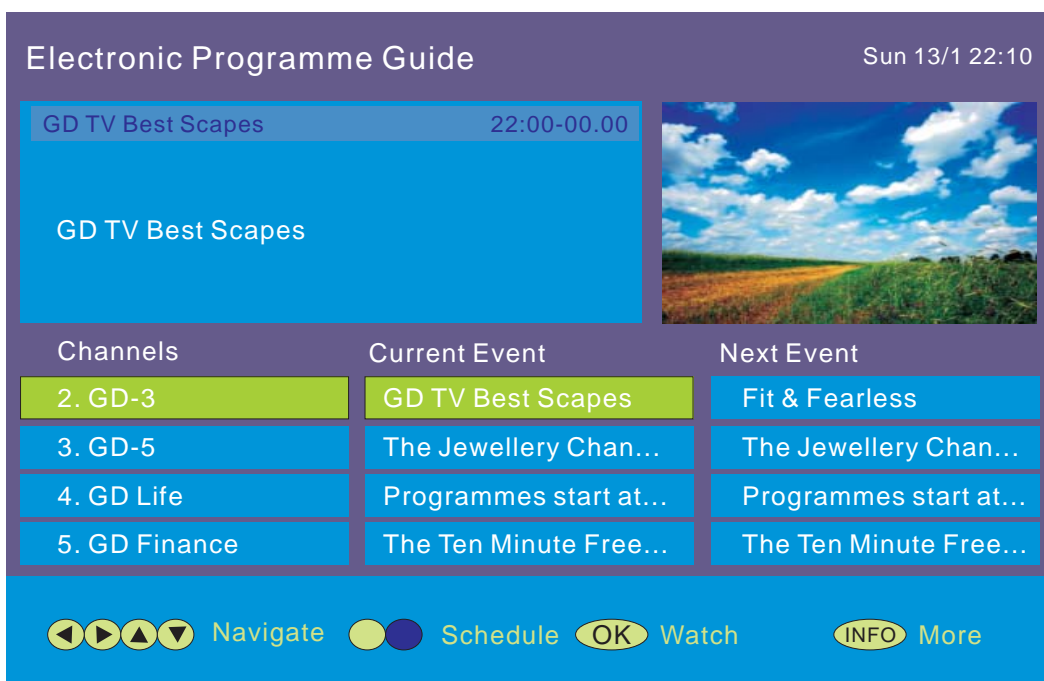 Electronic Programme Guide Sun 13/1 22:10
GD TV Best Scapes 22:00-00.00
GD TV Best Scapes
Channels Current Event Next Event
2. GD-3 GD TV Best Scapes Fit & Fearless
3. GD-5 The Jewellery Chan... The Jewellery Chan...
4. GD Life Programmes start at... Programmes start at...
5. GD Finance The Ten Minute Free... The Ten Minute Free...
Navigate Schedule OK Watch INFO More